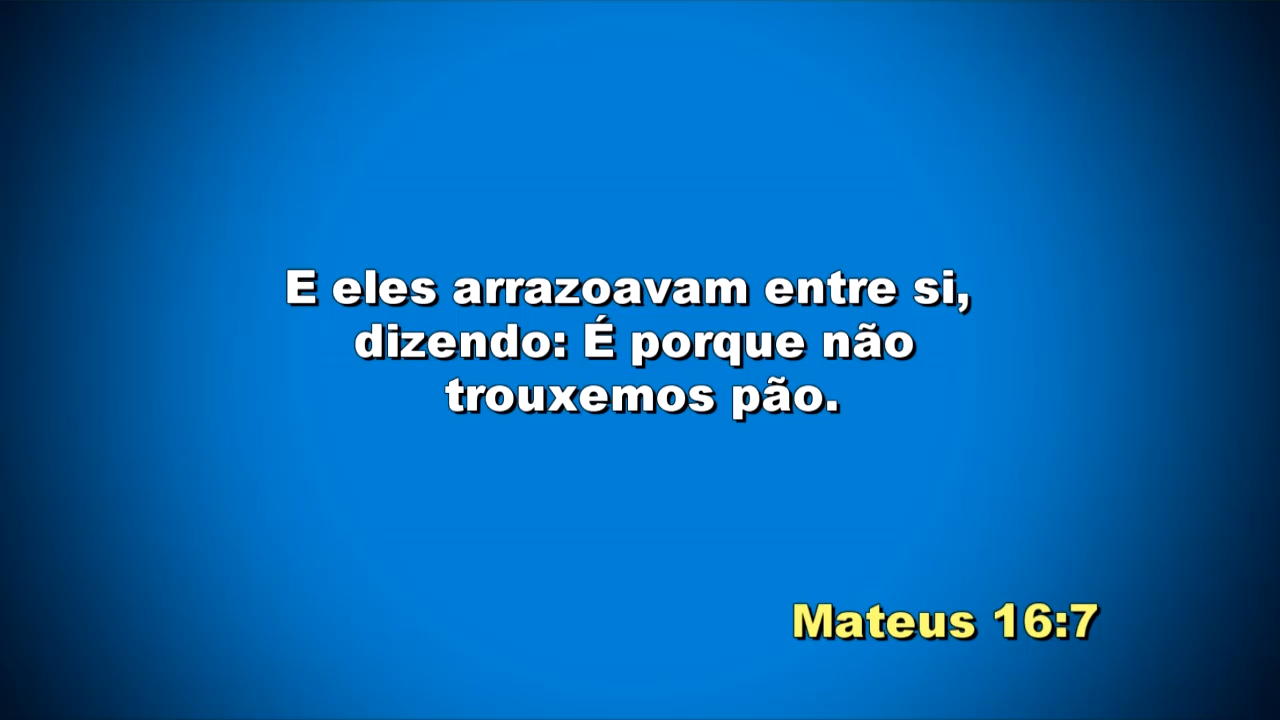 E eles arrazoavam entre si,
dizendo: É porque não
trouxemos pão.
Mateus 16:7